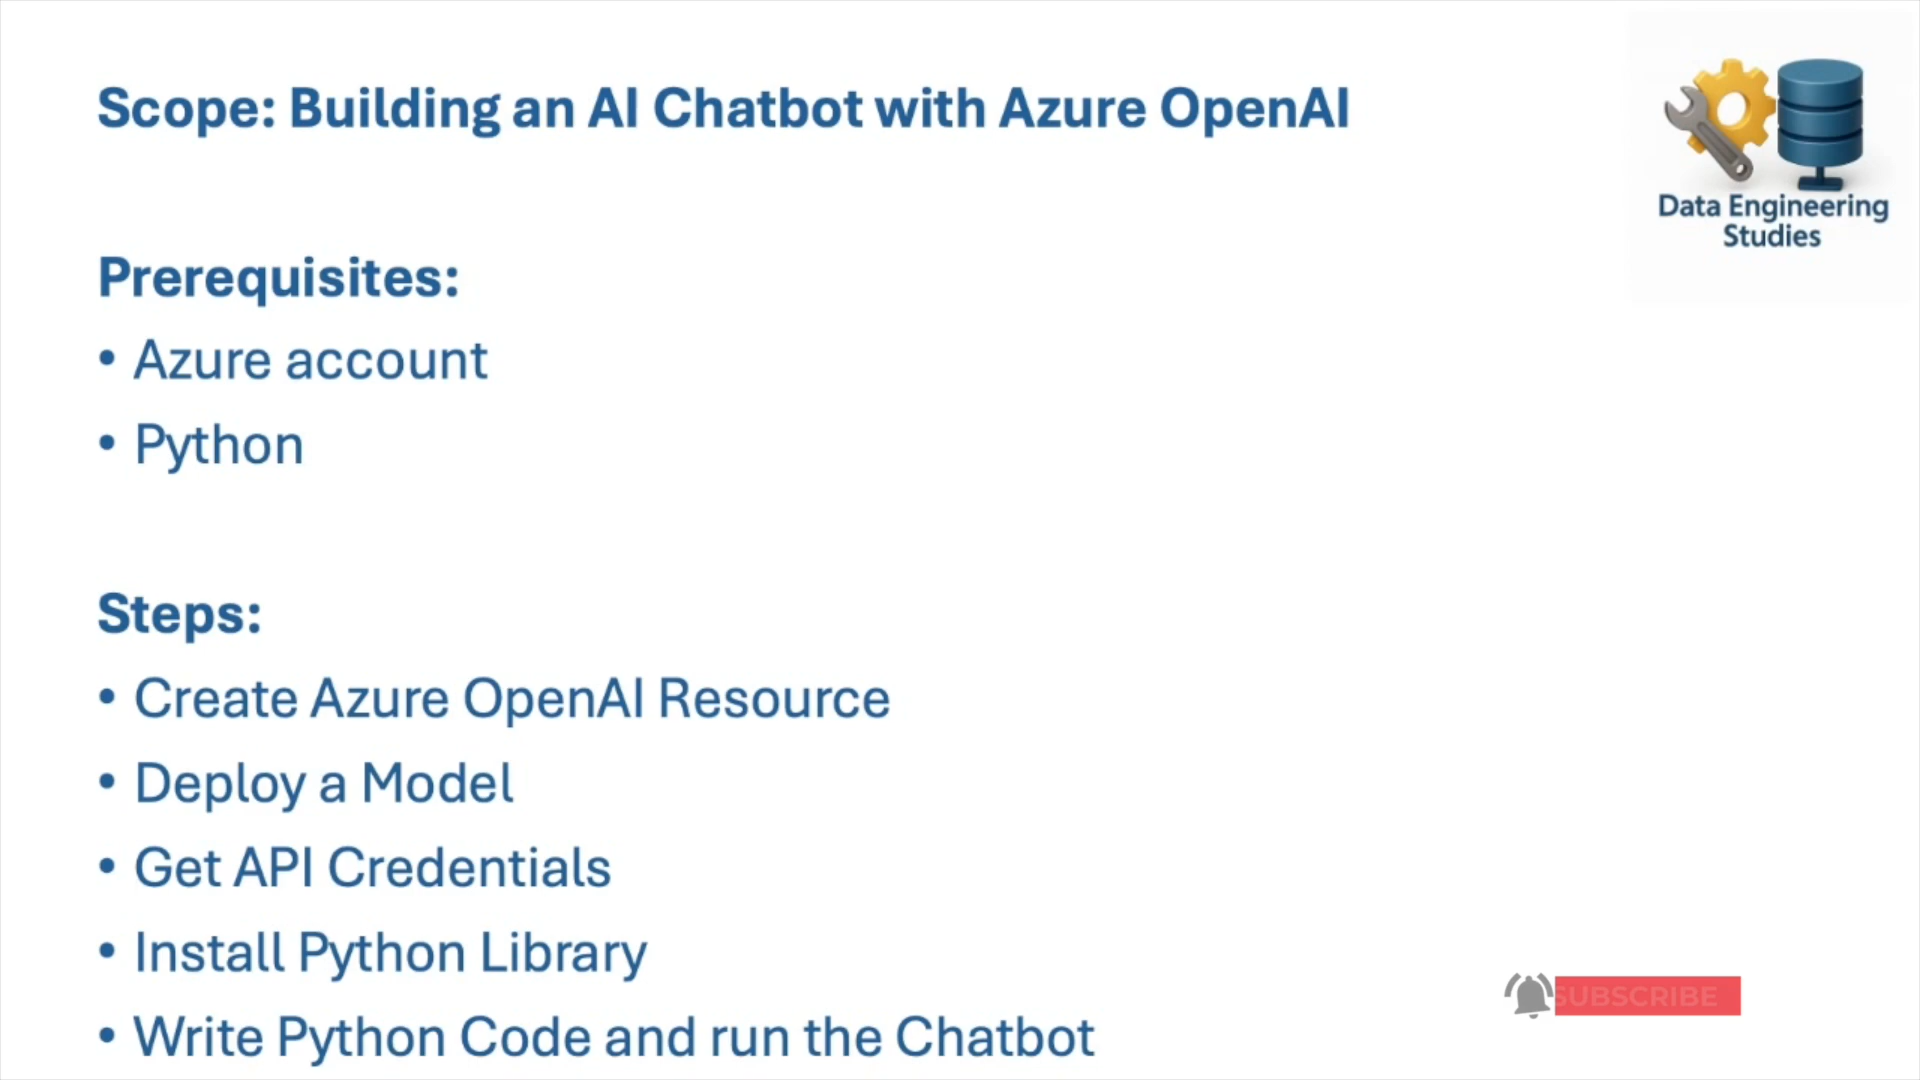 Scope: Building an AI Chatbot with Azure OpenAI
Data Engineering
Studies
Prerequisites:
• Azure account
• Python
Steps:
• Create Azure OpenAI Resource
• Deploy a Model
• Get API Credentials
• Install Python Library
• Write Python Code and run the Chatbot
SUBSCRIBE